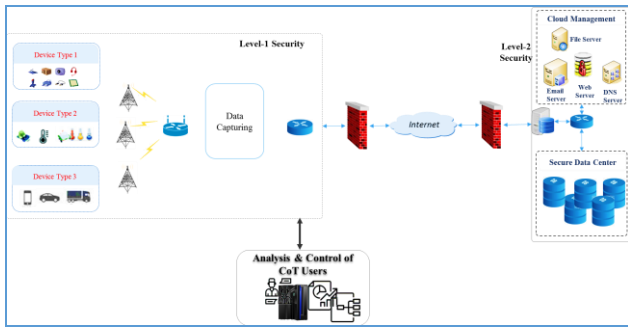 Level-1 Security
Device Type 1
Device Type 2
Device Type 3
Data
Capturing
Internet
Level-2
Security
Cloud Management
File Server
Email
Server
Web
Server
DNS
Server
Secure Data Center
Analysis & Control of
CoT Users